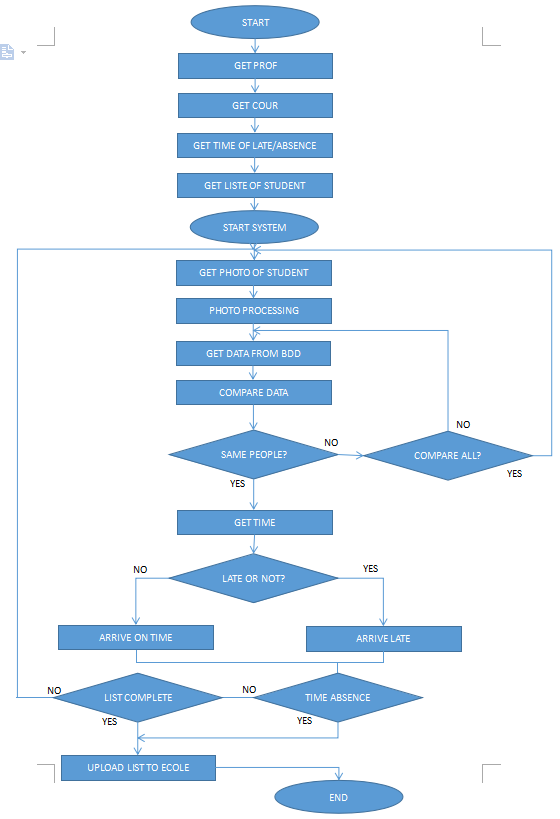 START
GET PROF
GET COUR
GET TIME OF LATE/ABSENCE
GET LISTE OF STUDENT
START SYSTEM
GET PHOTO OF STUDENT
PHOTO PROCESSING
GET DATA FROM BDD
COMPARE DATA
NO
SAME PEOPLE?
NO
COMPARE ALL?
YES
YES
GET TIME
NO
LATE OR NOT?
YES
ARRIVE ON TIME
ARRIVE LATE
NO
LIST COMPLETE
NO
TIME ABSENCE
YES
YES
UPLOAD LIST TO ECOLE
END